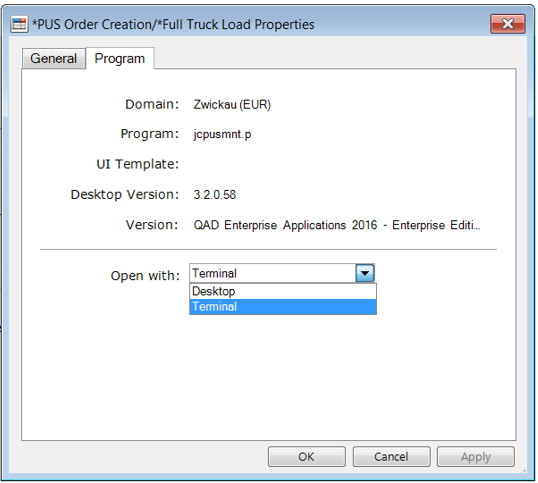 *PUS Order Creation/*Full Truck Load Properties
General Program
Domain: Zwickau (EUR)
Program: jcpusmnt.p
UI Template:
Desktop Version: 3.2.0.58
Version: QAD Enterprise Applications 2016 - Enterprise Editi...
Open with: Terminal
Desktop
Terminal
OK Cancel Apply